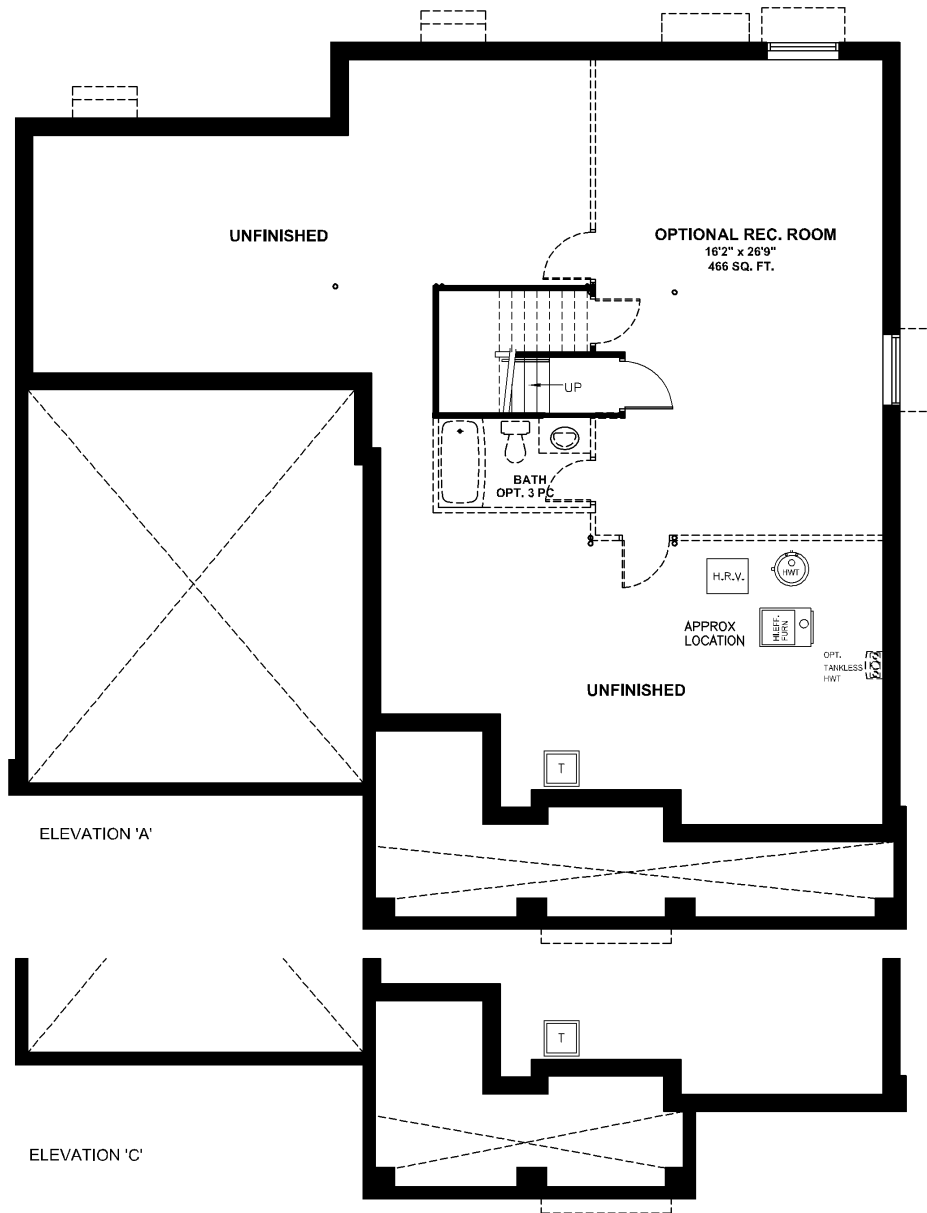 UNFINISHED
OPTIONAL REC. ROOM
16'2" x 26'9"
466 SQ. FT.
UP
BATH
OPT. 3 PC
H.R.V.
HWT
APPROX
LOCATION
HI.EFF.
FURN
OPT.
TANKLESS
HWT
UNFINISHED
T
ELEVATION 'A'
T
ELEVATION 'C'